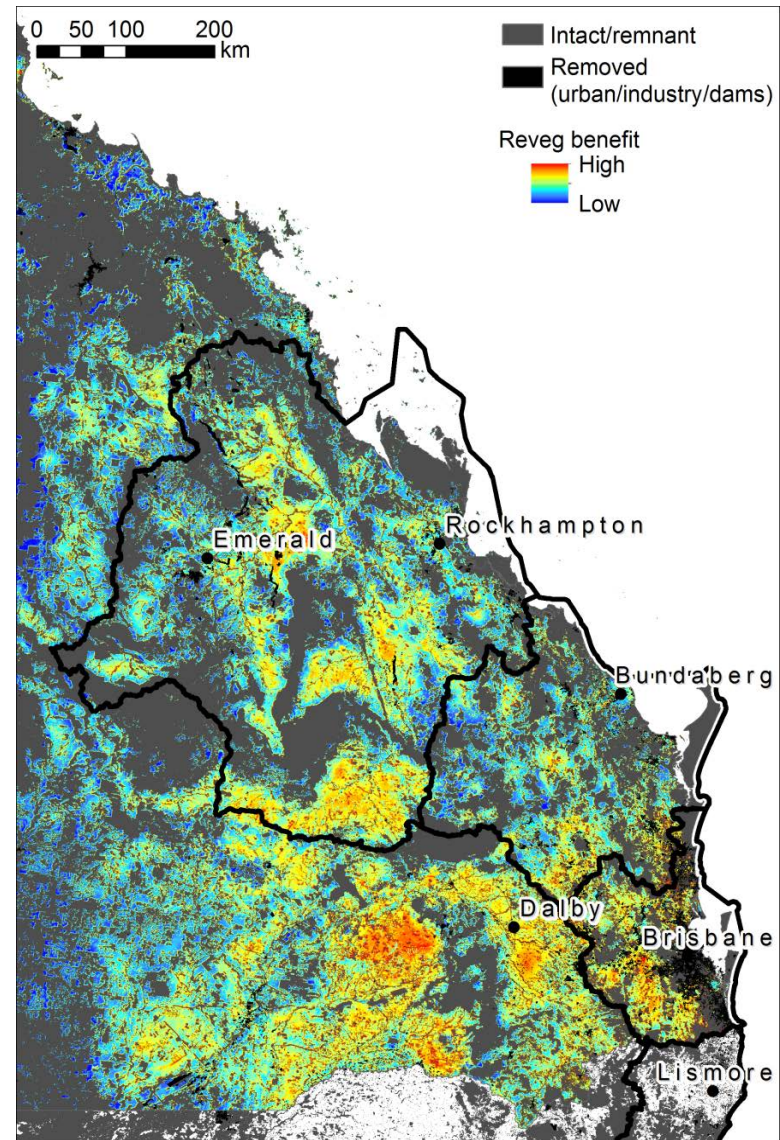 0 50 100 200
km
Intact/remnant
Removed
(urban/industry/dams)
Reveg benefit
High
Low
Emerald
Rockhampton
Bundaberg
Dalby
Brisbane
Lismore